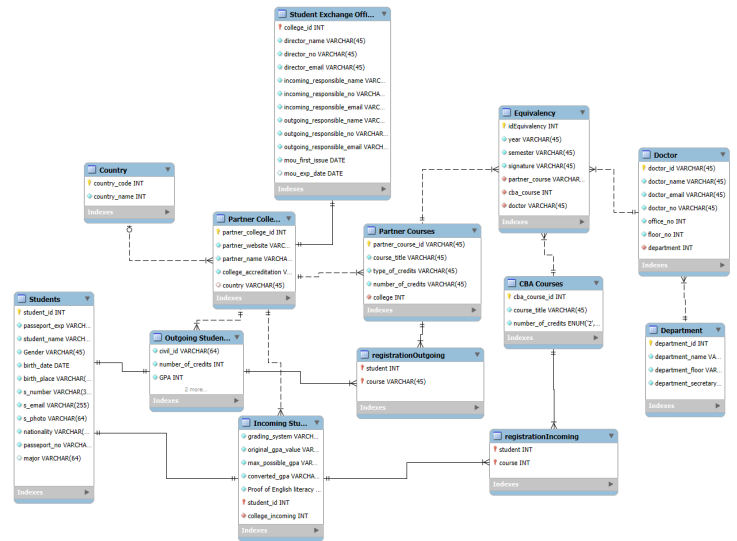 Student Exchange Offi...
college_id INT
director_name VARCHAR(45)
director_no VARCHAR(45)
director_email VARCHAR(45)
incoming_responsible_name VARC...
incoming_responsible_no VARCHA...
incoming_responsible_email VARC...
outgoing_responsible_name VARC...
outgoing_responsible_no VARCHAR...
outgoing_responsible_email VARCH...
mou_first_issue DATE
mou_exp_date DATE
Indexes
Country
country_code INT
country_name INT
Indexes
Partner Colle...
partner_college_id INT
partner_website VARC...
partner_name VARCHA...
college_accreditation V...
country VARCHAR(45)
Indexes
Partner Courses
partner_course_id VARCHAR(45)
course_title VARCHAR(45)
type_of_credits VARCHAR(45)
number_of_credits VARCHAR(45)
college INT
Indexes
Equivalency
idEquivalency INT
year VARCHAR(45)
semester VARCHAR(45)
signature VARCHAR(45)
partner_course VARCHAR...
cba_course INT
doctor VARCHAR(45)
Indexes
Doctor
doctor_id VARCHAR(45)
doctor_name VARCHAR(45)
doctor_email VARCHAR(45)
doctor_no VARCHAR(45)
office_no INT
floor_no INT
department INT
Indexes
CBA Courses
cba_course_id INT
course_title VARCHAR(45)
number_of_credits ENUM('2',...
Indexes
Department
department_id INT
department_name VA...
department_floor VAR...
department_secretary...
Indexes
Students
student_id INT
passeport_exp VARCH...
student_name VARCH...
Gender VARCHAR(45)
birth_date DATE
birth_place VARCHAR(...
s_number VARCHAR(3...
s_email VARCHAR(255)
s_photo VARCHAR(64)
nationality VARCHAR(...
passeport_no VARCHA...
major VARCHAR(64)
Indexes
Outgoing Studen...
civil_id VARCHAR(64)
number_of_credits INT
GPA INT
2 more...
Indexes
registrationOutgoing
student INT
course VARCHAR(45)
Indexes
Incoming Stu...
grading_system VARCH...
original_gpa_value VAR...
max_possible_gpa VAR...
converted_gpa VARCHA...
Proof of English literacy ...
student_id INT
college_incoming INT
Indexes
registrationIncoming
student INT
course INT
Indexes